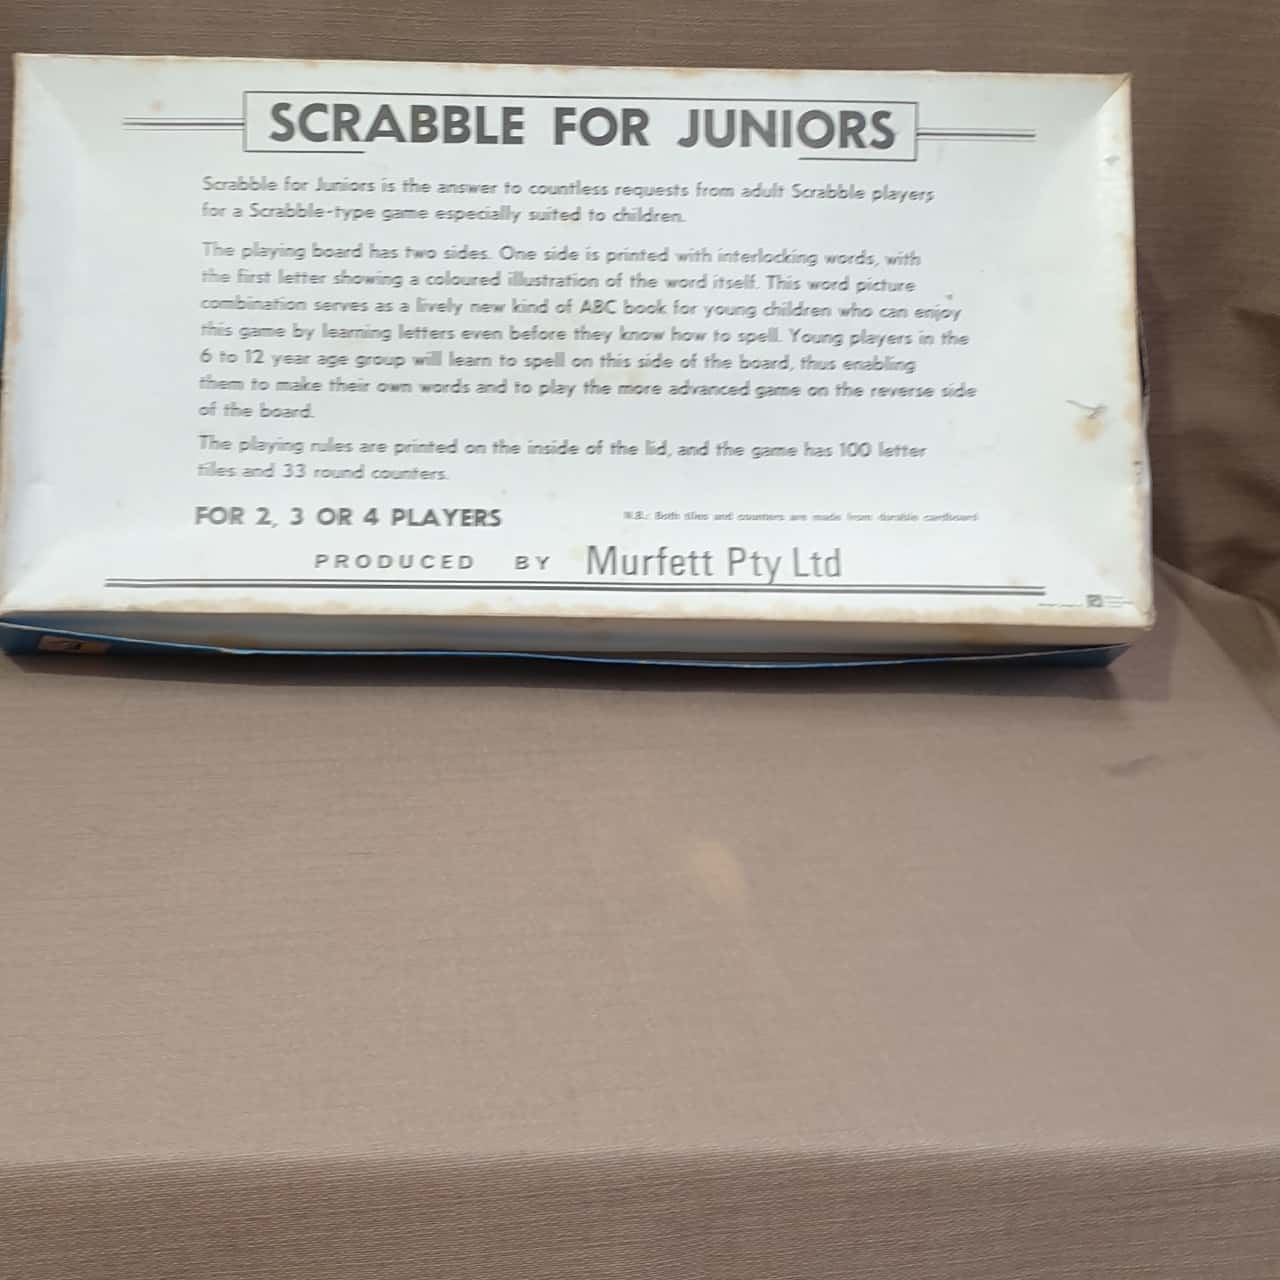 SCRABBLE FOR JUNIORS
Scrabble for Juniors is the answer to countless requests from adult Scrabble players
for a Scrabble-type game especially suited to children.
The playing board has two sides. One side is printed with interlocking words, with
the first letter showing a coloured illustration of the word itself. This word picture
combination serves as a lively new kind of ABC book for young children who can enjoy
this game by learning letters even before they know how to spell. Young players in the
6 to 12 year age group will learn to spell on this side of the board, thus enabling
them to make their own words and to play the more advanced game on the reverse side
of the board.
The playing rules are printed on the inside of the lid, and the game has 100 letter
tiles and 33 round counters.
FOR 2, 3 OR 4 PLAYERS
N.B.: Both tiles and counters are made from durable cardboard
PRODUCED BY Murfett Pty Ltd